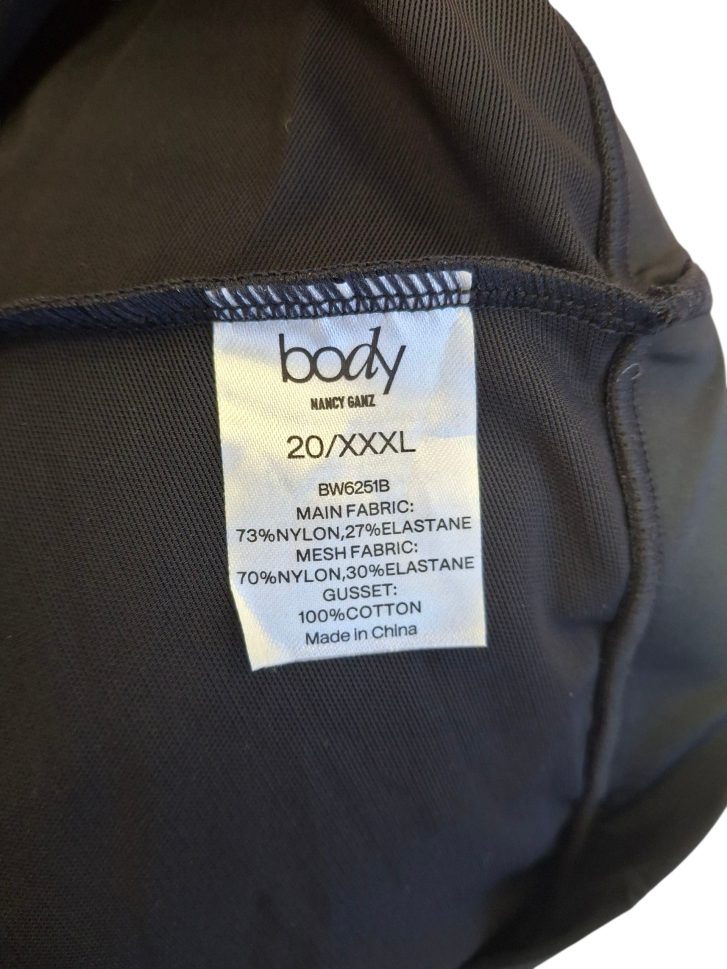 body
NANCY GANZ
20/XXXL
BW6251B
MAIN FABRIC:
73%NYLON,27%ELASTANE
MESH FABRIC:
70%NYLON,30%ELASTANE
GUSSET:
100%COTTON
Made in China